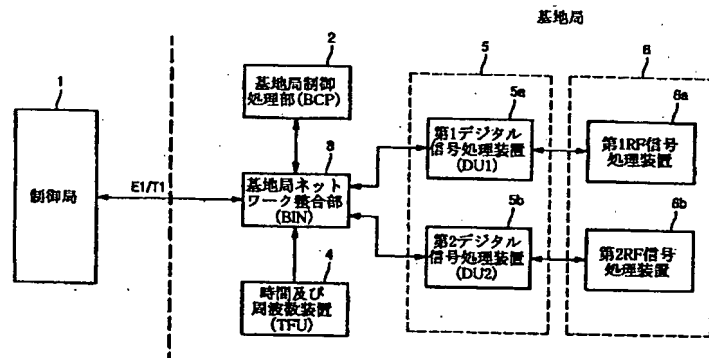 基地局
1
制御局
E1/T1
2
基地局制御
処理部(BCP)
3
基地局ネット
ワーク整合部
(BIN)
4
時間及び
周波数装置
(TFU)
5
5a
第1デジタル
信号処理装置
(DU1)
5b
第2デジタル
信号処理装置
(DU2)
6
6a
第1RF信号
処理装置
6b
第2RF信号
処理装置